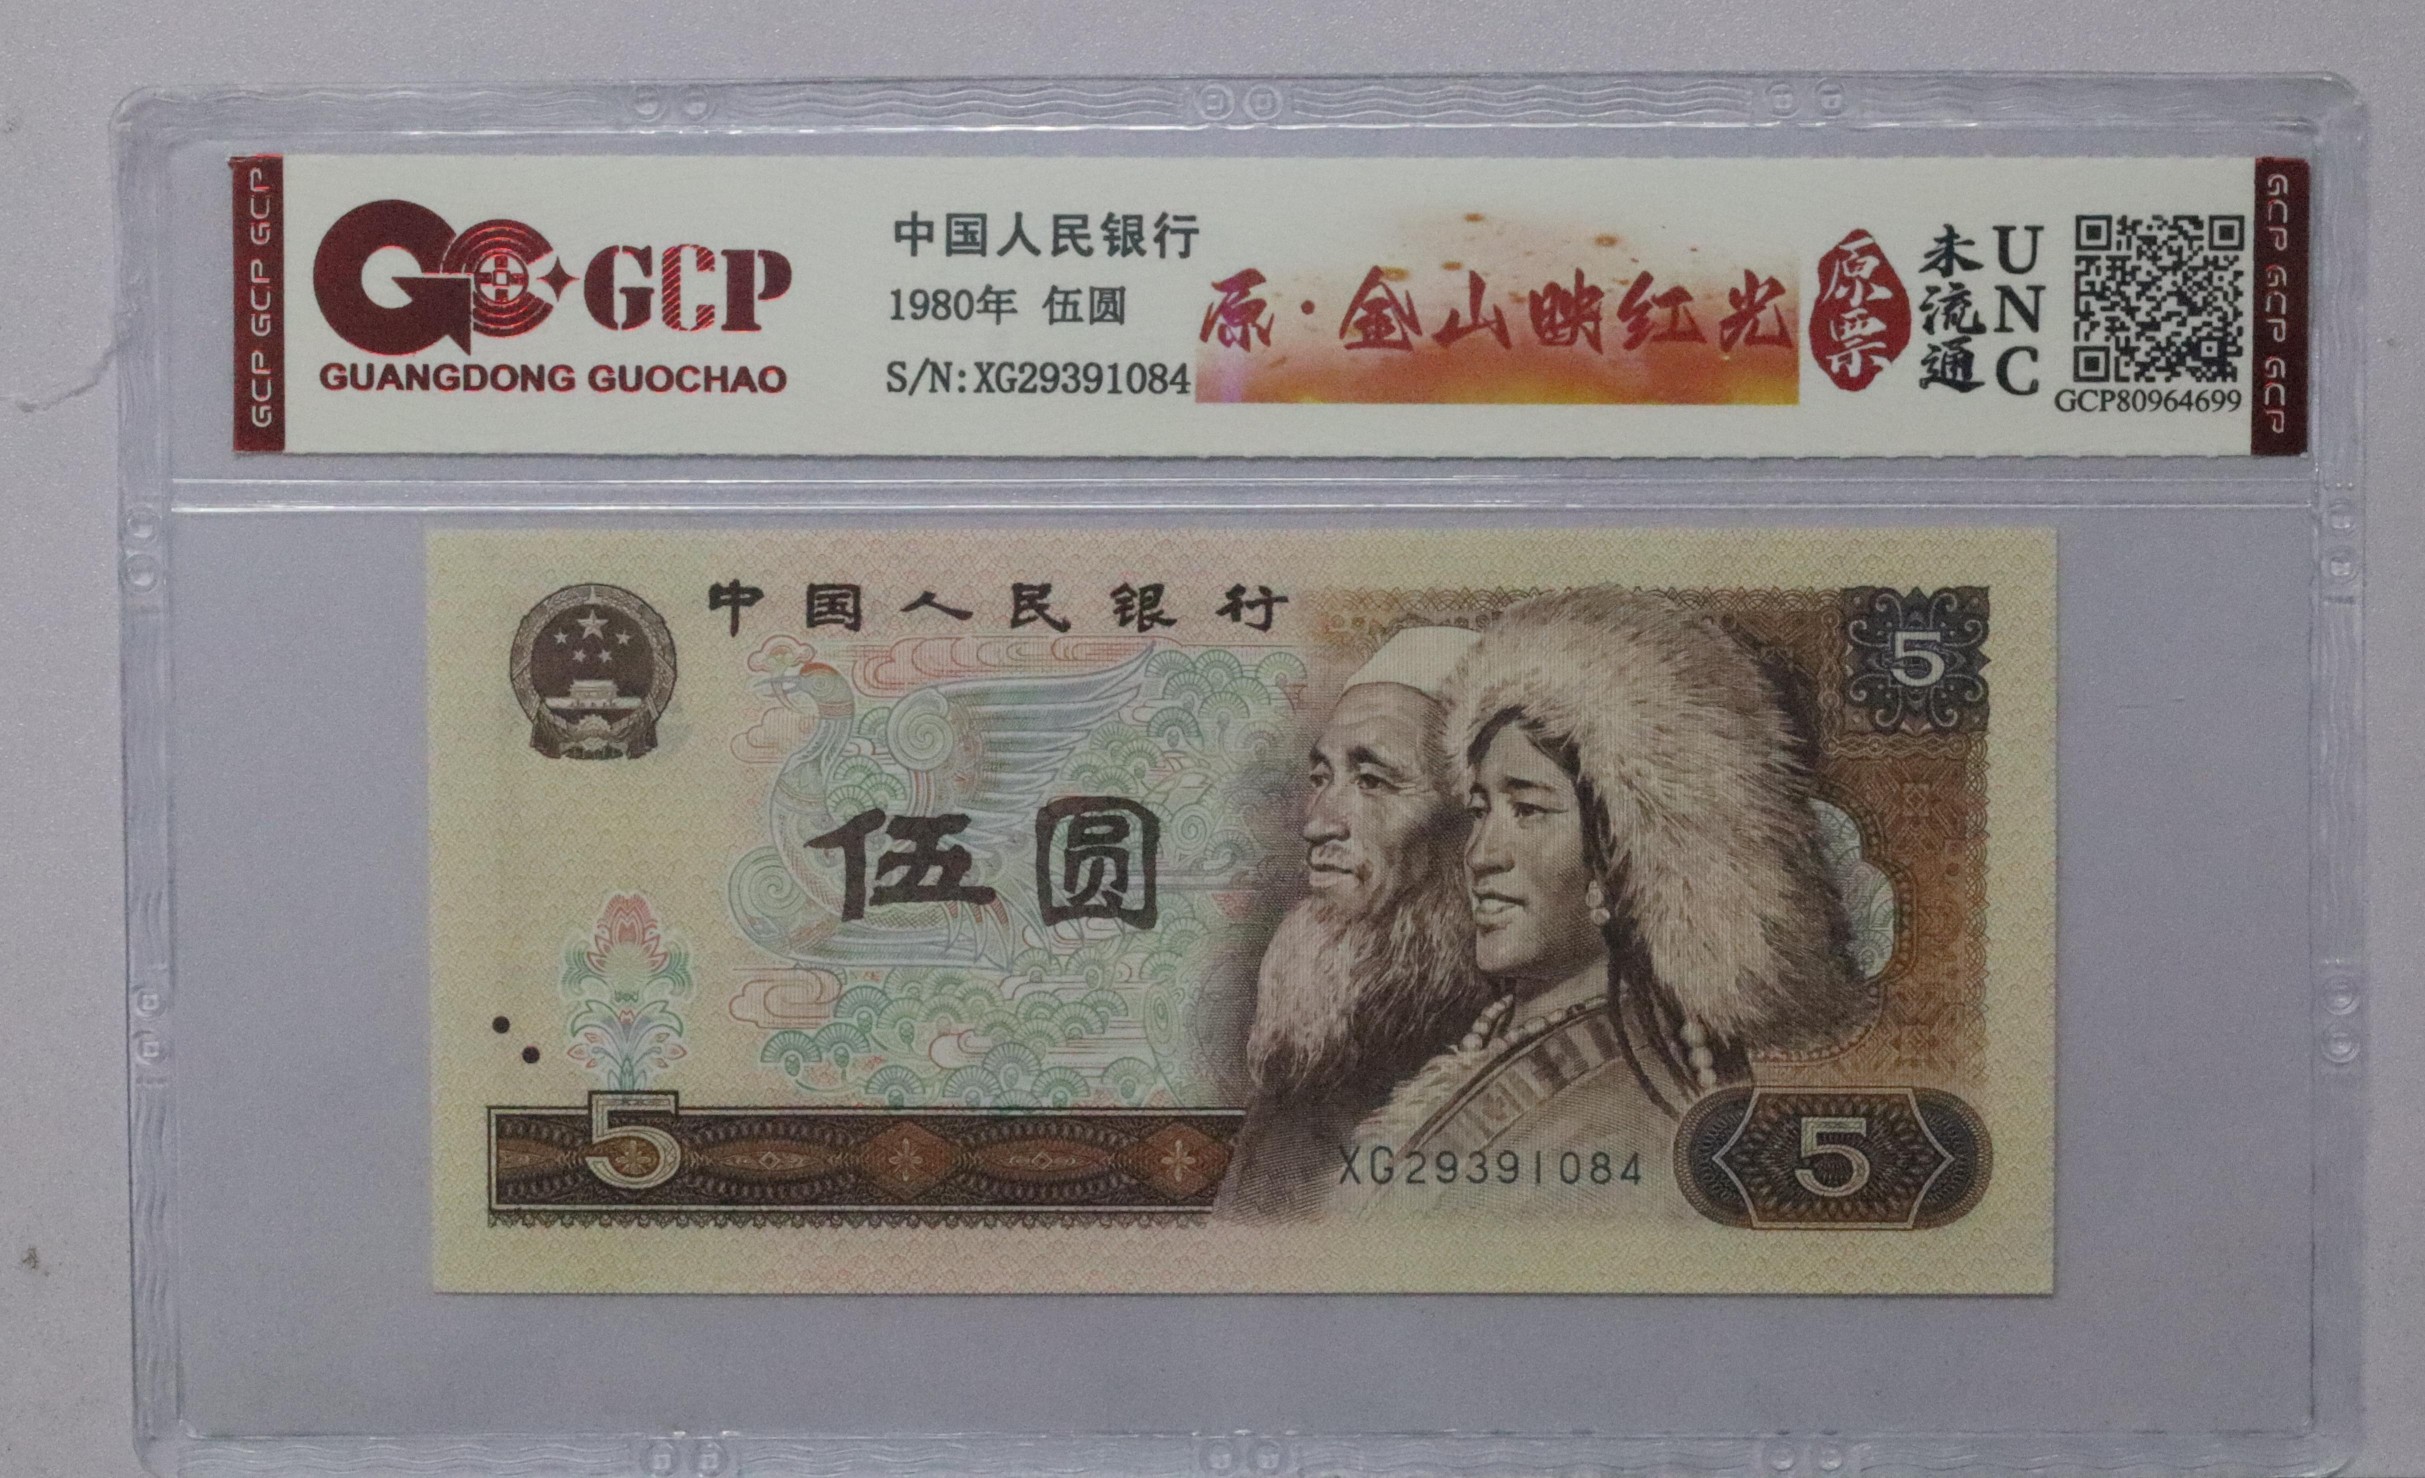 GCP GCP GCP
GCP
GUANGDONG GUOCHAO
中国人民银行
1980年 伍圆
S/N:XG29391084
原·金山映红光
原票
未流通
UNC
GCP80964699
GCP GCP GCP
中国人民银行
5
伍圆
5
XG29391084
5